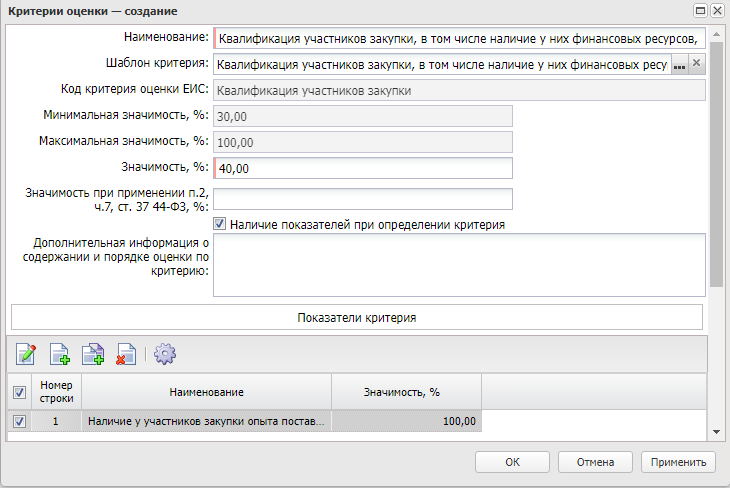 Критерии оценки — создание
Наименование: Квалификация участников закупки, в том числе наличие у них финансовых ресурсов,
Шаблон критерия: Квалификация участников закупки, в том числе наличие у них финансовых ресу ...
Код критерия оценки ЕИС: Квалификация участников закупки
Минимальная значимость, %: 30,00
Максимальная значимость, %: 100,00
Значимость, %: 40,00
Значимость при применении п.2,
ч.7, ст. 37 44-ФЗ, %:
Наличие показателей при определении критерия
Дополнительная информация о
содержании и порядке оценки по
критерию:
Показатели критерия
Номер строки Наименование Значимость, %
1 Наличие у участников закупки опыта постав... 100,00
ОК Отмена Применить